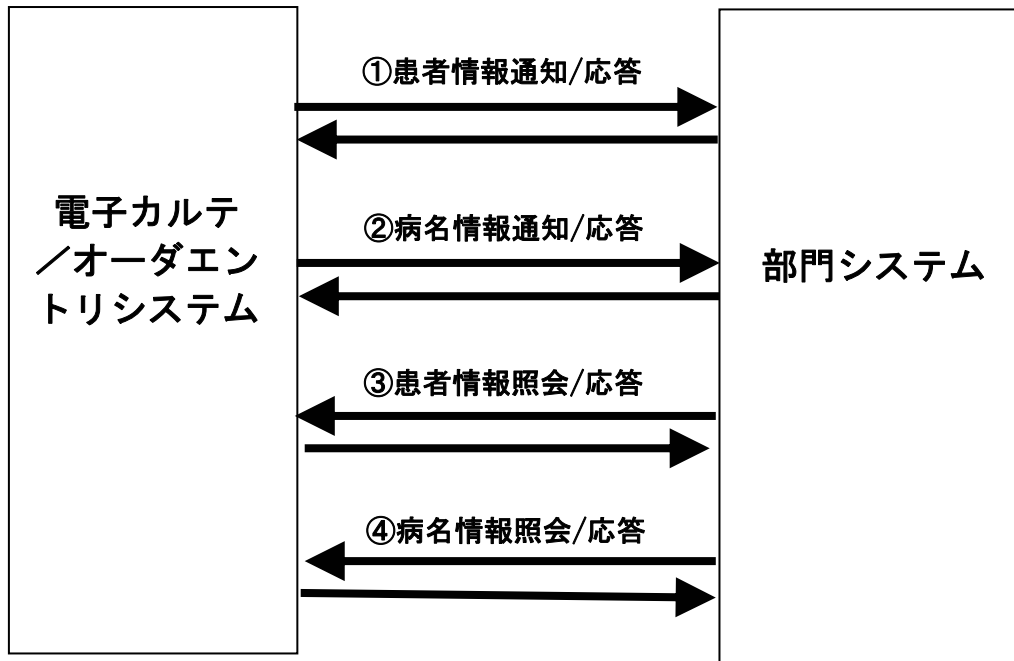 ①患者情報通知/応答
電子カルテ
／オーダエン
トリシステム
②病名情報通知/応答
部門システム
③患者情報照会/応答
④病名情報照会/応答